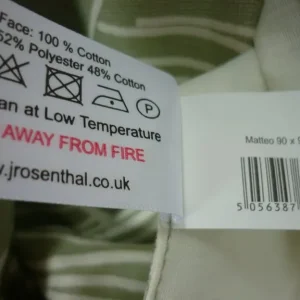 Face: 100 % Cotton
52% Polyester 48% Cotton
P
an at Low Temperature
AWAY FROM FIRE
.jrosenthal.co.uk
Matteo 90 x
5 056387